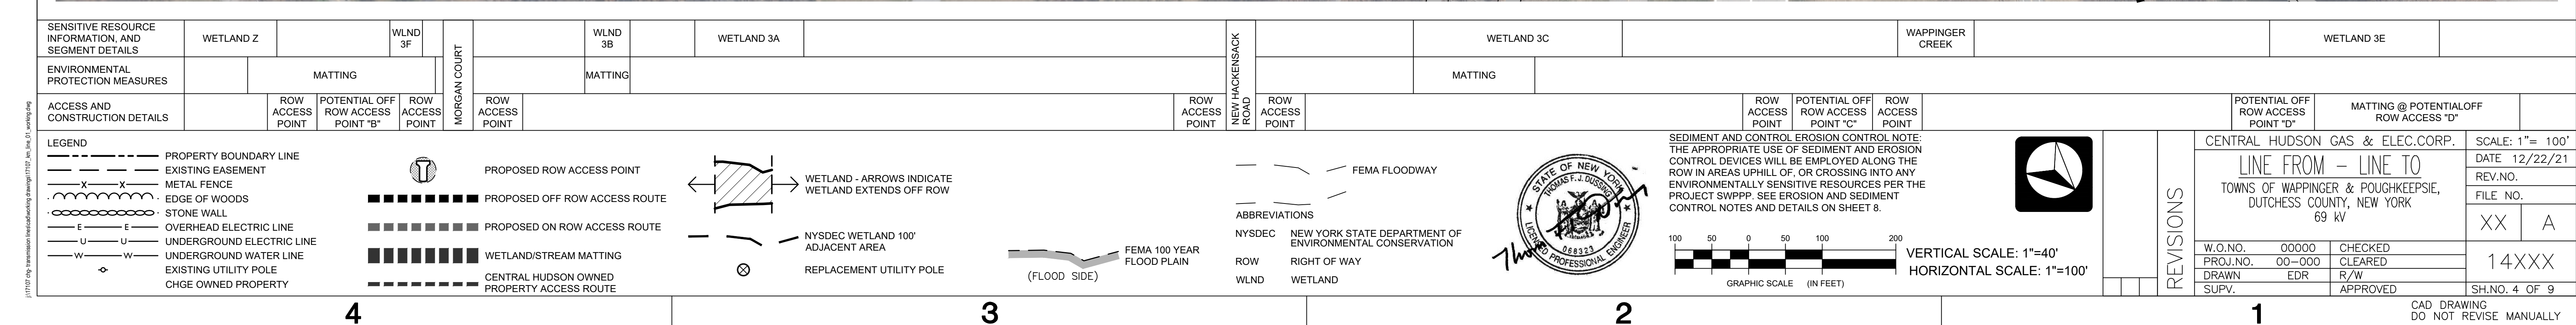 SENSITIVE RESOURCE
INFORMATION, AND
SEGMENT DETAILS
WETLAND Z
WLND
3F
MORGAN COURT
WLND
3B
WETLAND 3A
NEW HACKENSACK
ROAD
WETLAND 3C
WAPPINGER
CREEK
WETLAND 3E
ENVIRONMENTAL
PROTECTION MEASURES
MATTING
MATTING
MATTING
ACCESS AND
CONSTRUCTION DETAILS
ROW
ACCESS
POINT
POTENTIAL OFF
ROW ACCESS
POINT "B"
ROW
ACCESS
POINT
ROW
ACCESS
POINT
ROW
ACCESS
POINT
ROW
ACCESS
POINT
ROW
ACCESS
POINT
POTENTIAL OFF
ROW ACCESS
POINT "C"
ROW
ACCESS
POINT
POTENTIAL OFF
ROW ACCESS
POINT "D"
MATTING @ POTENTIALOFF
ROW ACCESS "D"
LEGEND
PROPERTY BOUNDARY LINE
EXISTING EASEMENT
X X METAL FENCE
EDGE OF WOODS
STONE WALL
E E OVERHEAD ELECTRIC LINE
U U UNDERGROUND ELECTRIC LINE
W W UNDERGROUND WATER LINE
EXISTING UTILITY POLE
CHGE OWNED PROPERTY
PROPOSED ROW ACCESS POINT
PROPOSED OFF ROW ACCESS ROUTE
PROPOSED ON ROW ACCESS ROUTE
WETLAND/STREAM MATTING
CENTRAL HUDSON OWNED
PROPERTY ACCESS ROUTE
WETLAND - ARROWS INDICATE
WETLAND EXTENDS OFF ROW
NYSDEC WETLAND 100'
ADJACENT AREA
REPLACEMENT UTILITY POLE
FEMA 100 YEAR
FLOOD PLAIN
(FLOOD SIDE)
FEMA FLOODWAY
ABBREVIATIONS
NYSDEC NEW YORK STATE DEPARTMENT OF
ENVIRONMENTAL CONSERVATION
ROW RIGHT OF WAY
WLND WETLAND
STATE OF NEW YORK
THOMAS F.J. DUSSING
068323
LICENSED PROFESSIONAL ENGINEER
SEDIMENT AND CONTROL EROSION CONTROL NOTE:
THE APPROPRIATE USE OF SEDIMENT AND EROSION
CONTROL DEVICES WILL BE EMPLOYED ALONG THE
ROW IN AREAS UPHILL OF, OR CROSSING INTO ANY
ENVIRONMENTALLY SENSITIVE RESOURCES PER THE
PROJECT SWPPP. SEE EROSION AND SEDIMENT
CONTROL NOTES AND DETAILS ON SHEET 8.
100 50 0 50 100 200
GRAPHIC SCALE (IN FEET)
VERTICAL SCALE: 1"=40'
HORIZONTAL SCALE: 1"=100'
REVISIONS
CENTRAL HUDSON GAS & ELEC.CORP.
LINE FROM - LINE TO
TOWNS OF WAPPINGER & POUGHKEEPSIE,
DUTCHESS COUNTY, NEW YORK
69 kV
SCALE: 1"= 100'
DATE 12/22/21
REV.NO.
FILE NO.
XX A
W.O.NO. 00000 CHECKED
PROJ.NO. 00-000 CLEARED
DRAWN EDR R/W
SUPV. APPROVED
14XXX
SH.NO. 4 OF 9
4 3 2 1
CAD DRAWING
DO NOT REVISE MANUALLY